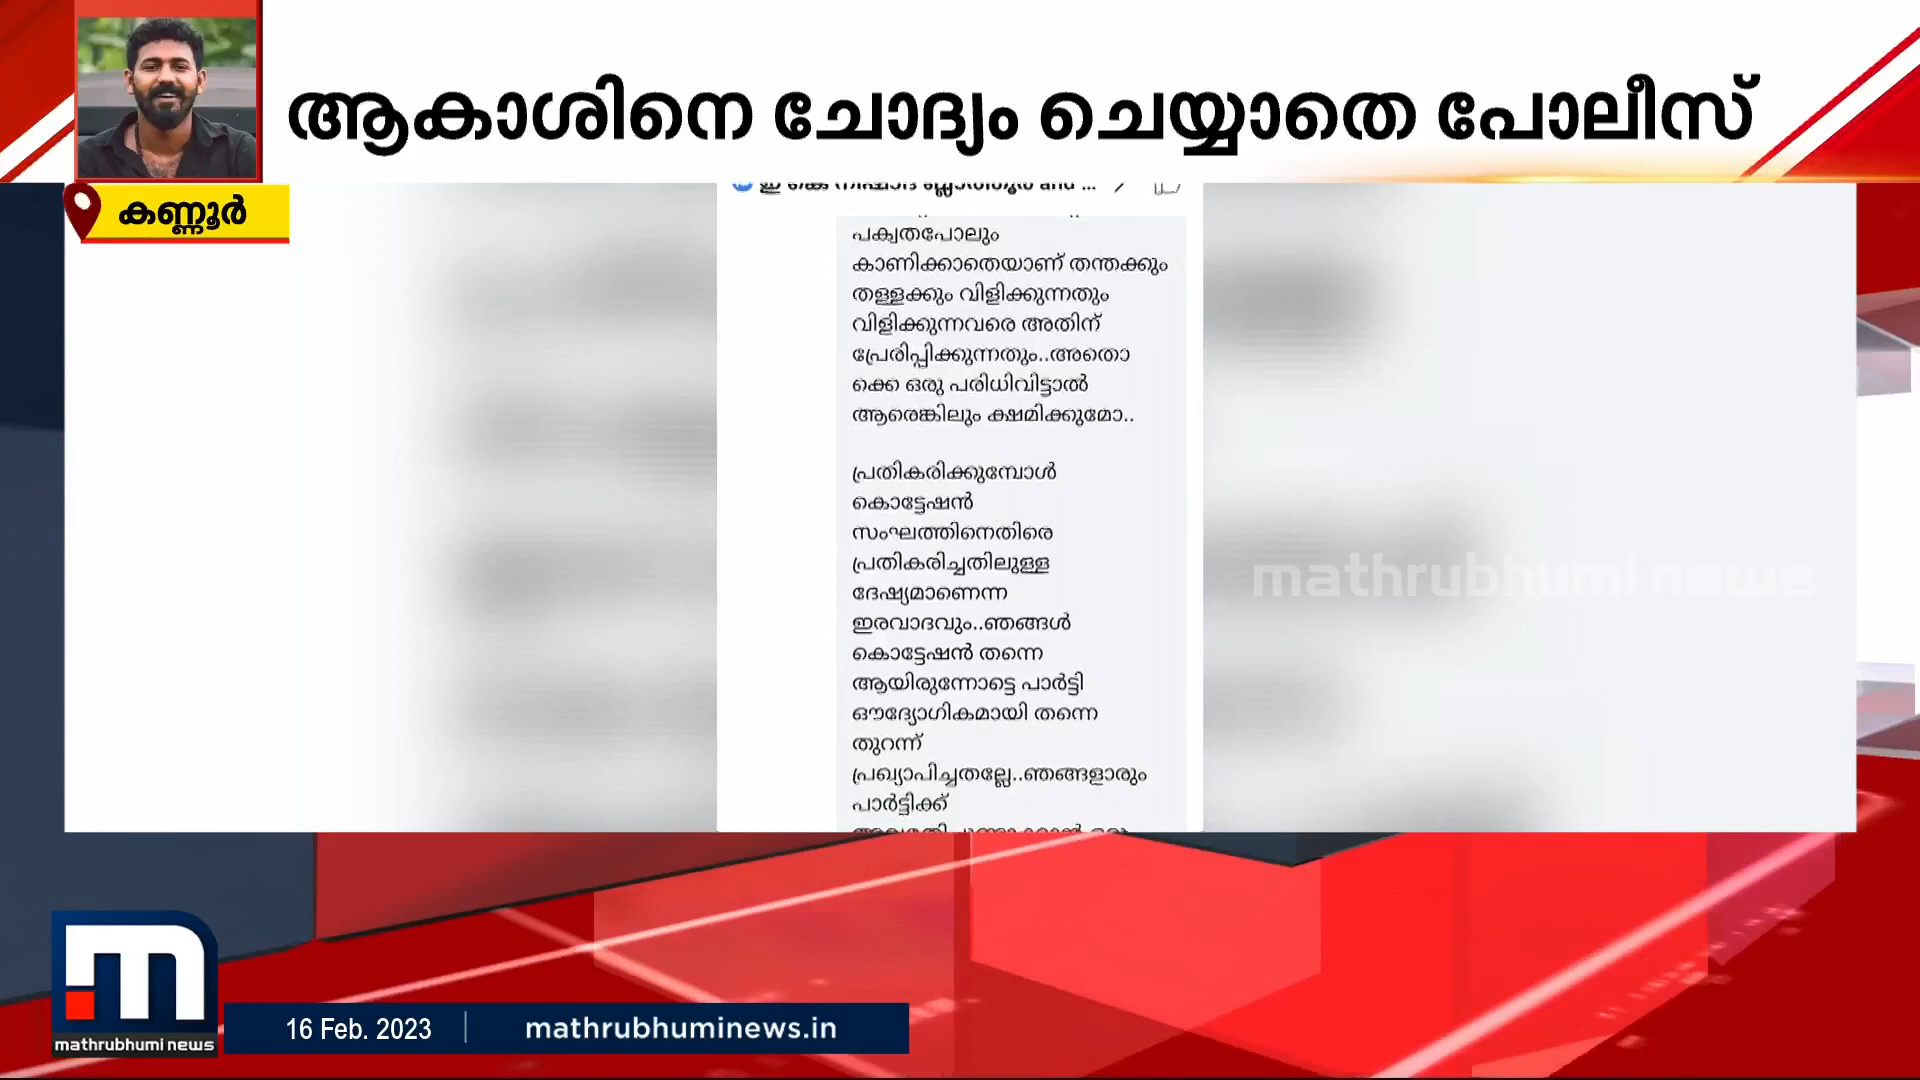 ആകാശിനെ ചോദ്യം ചെയ്യാതെ പോലീസ്
കണ്ണൂർ
പക്വതപോലും
കാണിക്കാതെയാണ് തന്തക്കും
തള്ളക്കും വിളിക്കുന്നതും
വിളിക്കുന്നവരെ അതിന്
പ്രേരിപ്പിക്കുന്നതും..അതൊ
ക്കെ ഒരു പരിധിവിട്ടാൽ
ആരെങ്കിലും ക്ഷമിക്കുമോ..
പ്രതികരിക്കുമ്പോൾ
കൊട്ടേഷൻ
സംഘത്തിനെതിരെ
പ്രതികരിച്ചതിലുള്ള
ദേഷ്യമാണെന്ന
ഇരവാദവും..ഞങ്ങൾ
കൊട്ടേഷൻ തന്നെ
ആയിരുന്നോട്ടെ പാർട്ടി
ഔദ്യോഗികമായി തന്നെ
തുറന്ന്
പ്രഖ്യാപിച്ചതല്ലേ..ഞങ്ങളാരും
പാർട്ടിക്ക്
mathrubhumi news
mathrubhumi news
16 Feb. 2023
mathrubhuminews.in